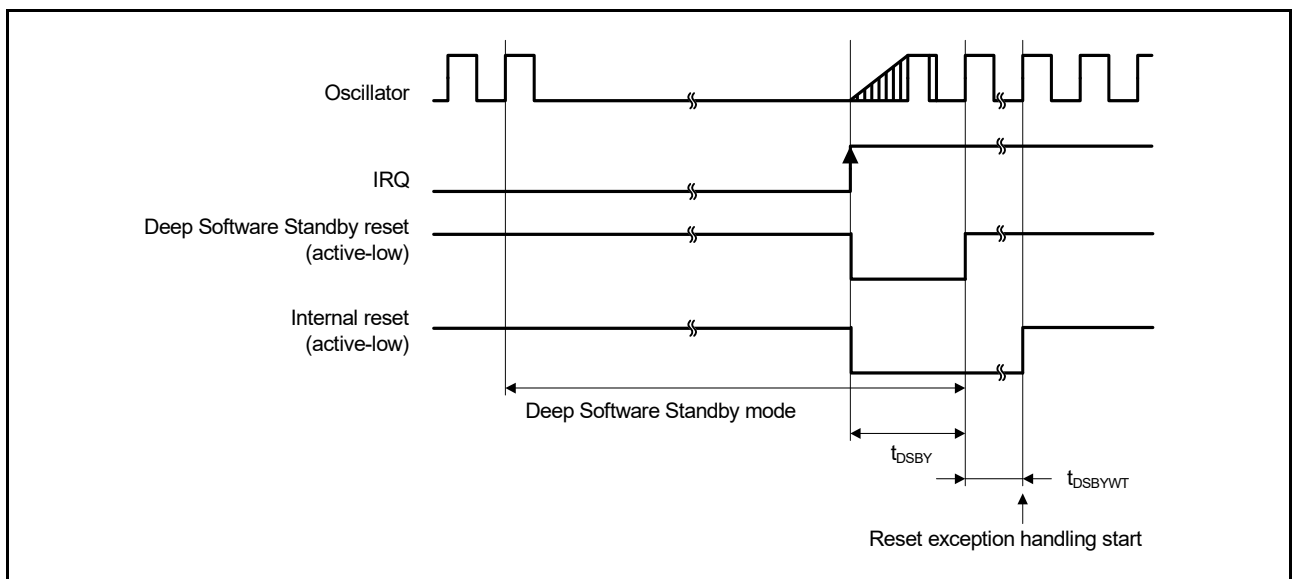 Oscillator
IRQ
Deep Software Standby reset
(active-low)
Internal reset
(active-low)
Deep Software Standby mode
tDSBY
tDSBYWT
Reset exception handling start